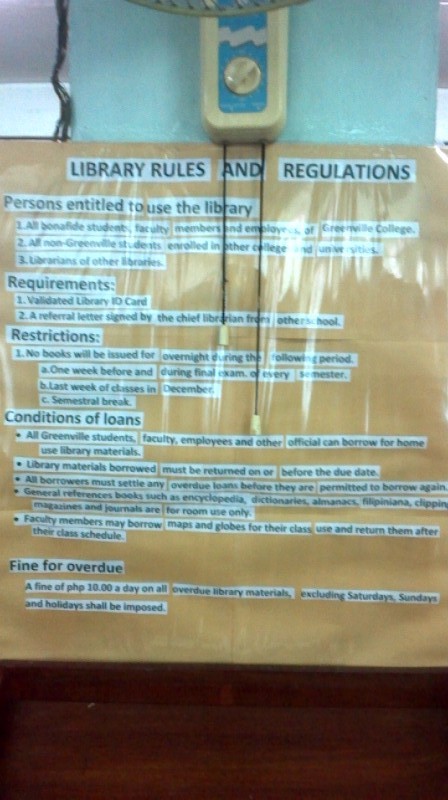 LIBRARY RULES AND REGULATIONS
Persons entitled to use the library
1.All bonafide students, faculty members and employees of Greenville College.
2. All non-Greenville students enrolled in other colleges and universities.
3. Librarians of other libraries.
Requirements:
1. Validated Library ID Card
2. A referral letter signed by the chief librarian from other school.
Restrictions:
1. No books will be issued for overnight during the following period.
a.One week before and during final exam. of every semester.
b.Last week of classes in December.
c. Semestral break.
Conditions of loans
• All Greenville students, faculty, employees and other official can borrow for home
use library materials.
• Library materials borrowed must be returned on or before the due date.
• All borrowers must settle any overdue loans before they are permitted to borrow again.
• General references books such as encyclopedia, dictionaries, almanacs, filipiniana, clippin
magazines and journals are for room use only.
• Faculty members may borrow maps and globes for their class use and return them after
their class schedule.
Fine for overdue
A fine of php 10.00 a day on all overdue library materials, excluding Saturdays, Sundays
and holidays shall be imposed.